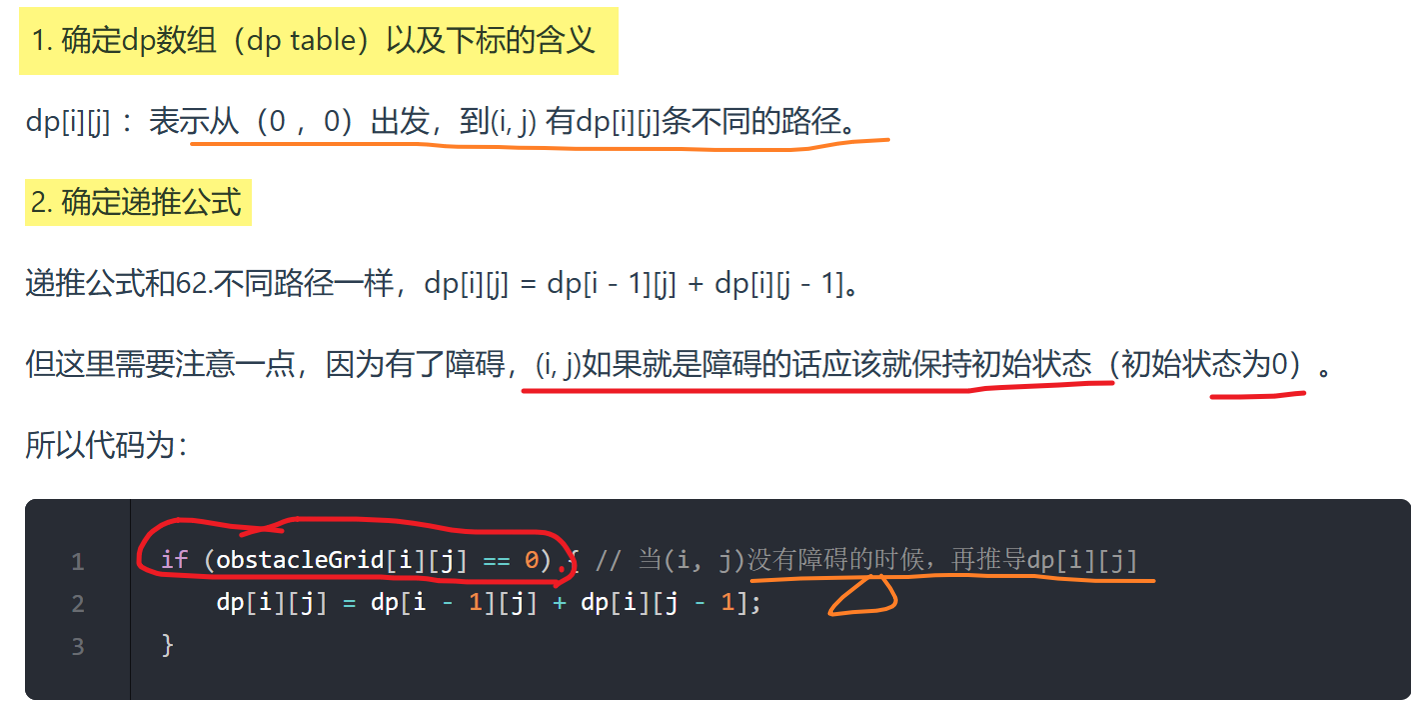 1. 确定dp数组（dp table）以及下标的含义
dp[i][j] ：表示从（0 ，0）出发，到(i, j) 有dp[i][j]条不同的路径。
2. 确定递推公式
递推公式和62.不同路径一样，dp[i][j] = dp[i - 1][j] + dp[i][j - 1]。
但这里需要注意一点，因为有了障碍，(i, j)如果就是障碍的话应该就保持初始状态（初始状态为0）。
所以代码为：
1 if (obstacleGrid[i][j] == 0) { // 当(i, j)没有障碍的时候，再推导dp[i][j]
2 dp[i][j] = dp[i - 1][j] + dp[i][j - 1];
3 }